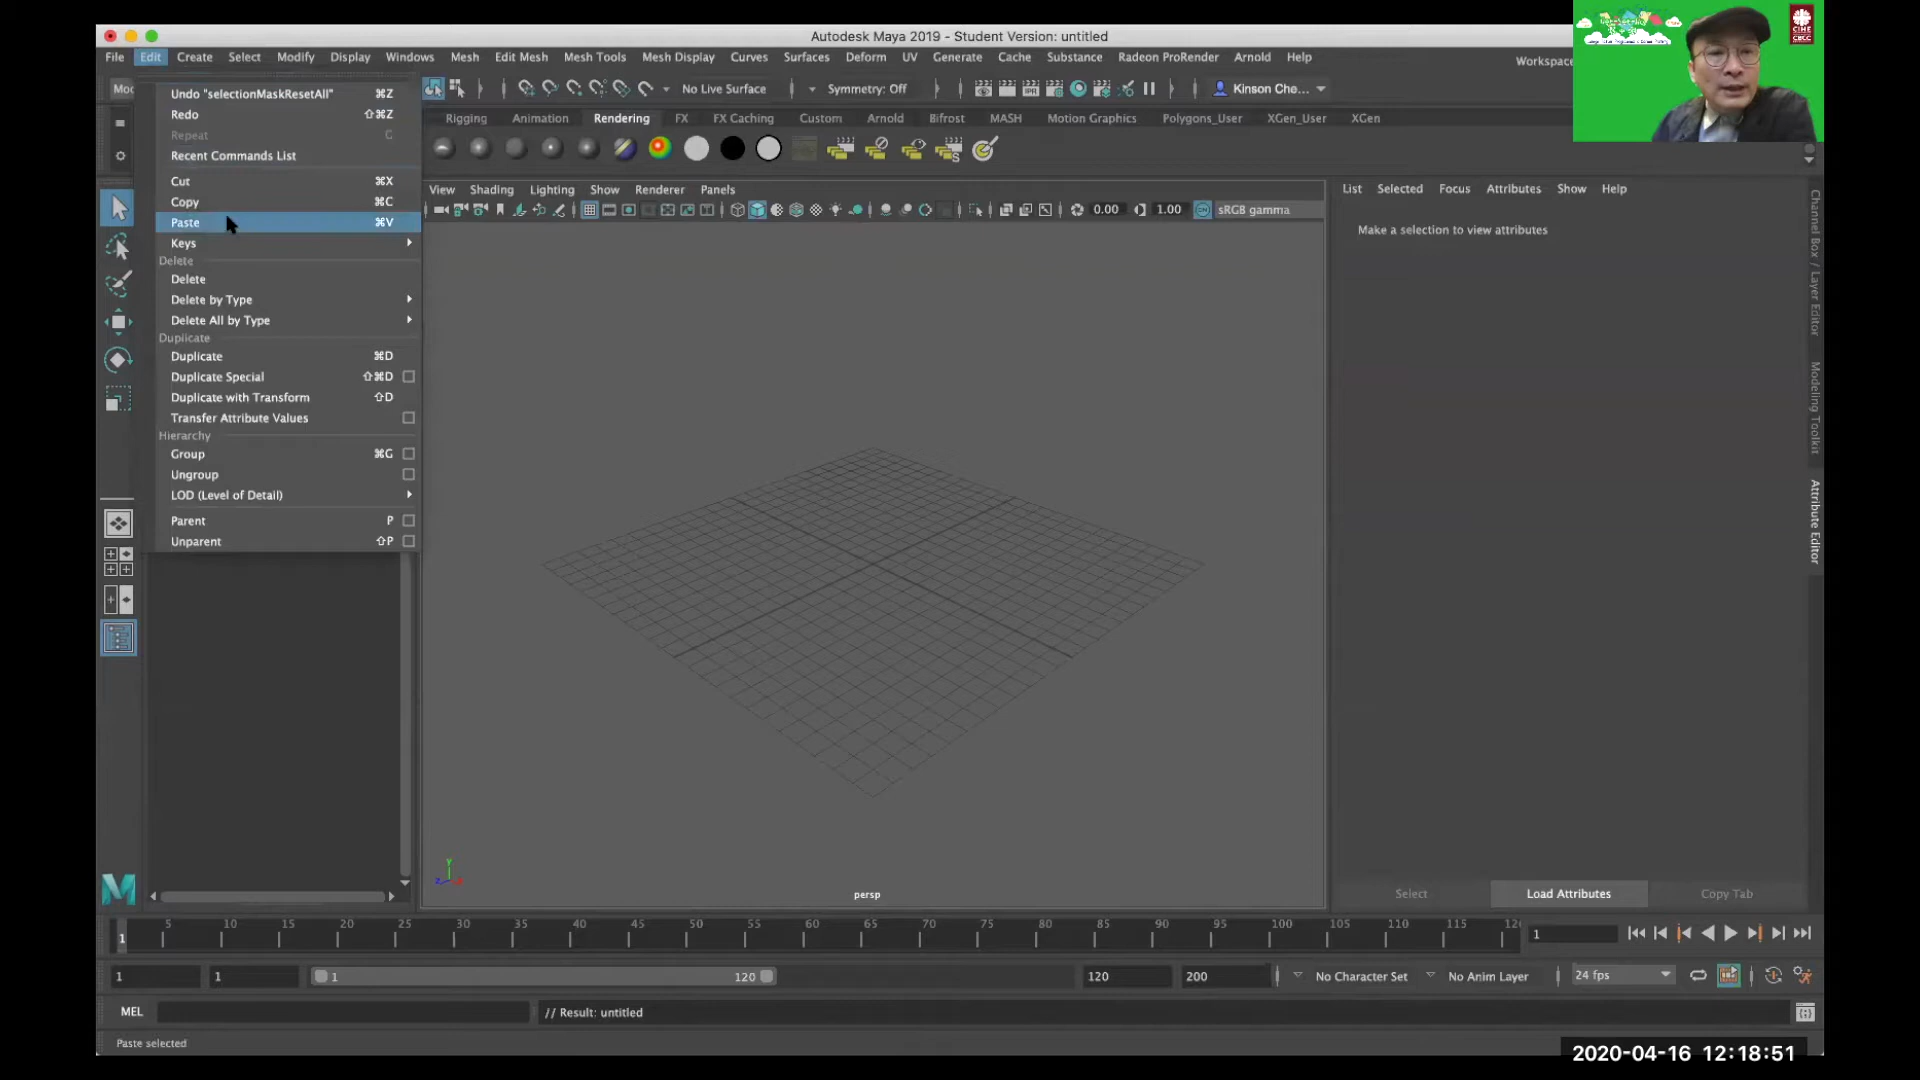 Autodesk Maya 2019 - Student Version: untitled
File Edit Create Select Modify Display Windows Mesh Edit Mesh Mesh Tools Mesh Display Curves Surfaces Deform UV Generate Cache Substance Radeon ProRender Arnold Help
Workspace
No Live Surface Symmetry: Off Kinson Che...
Rigging Animation Rendering FX FX Caching Custom Arnold Bifrost MASH Motion Graphics Polygons_User XGen_User XGen
Undo "selectionMaskResetAll" ⌘Z
Redo ⇧⌘Z
Repeat C
Recent Commands List
Cut ⌘X
Copy ⌘C
Paste ⌘V
Keys
Delete
Delete
Delete by Type
Delete All by Type
Duplicate
Duplicate ⌘D
Duplicate Special ⇧⌘D
Duplicate with Transform ⇧D
Transfer Attribute Values
Hierarchy
Group ⌘G
Ungroup
LOD (Level of Detail)
Parent P
Unparent ⇧P
View Shading Lighting Show Renderer Panels
0.00 1.00 sRGB gamma
persp
List Selected Focus Attributes Show Help
Make a selection to view attributes
Channel Box / Layer Editor
Modeling Toolkit
Attribute Editor
Select Load Attributes Copy Tab
1 5 10 15 20 25 30 35 40 45 50 55 60 65 70 75 80 85 90 95 100 105 110 115 12
1
1 1 1 120 120 200 No Character Set No Anim Layer 24 fps
MEL // Result: untitled
Paste selected
2020-04-16 12:18:51
CIHE
CBCC